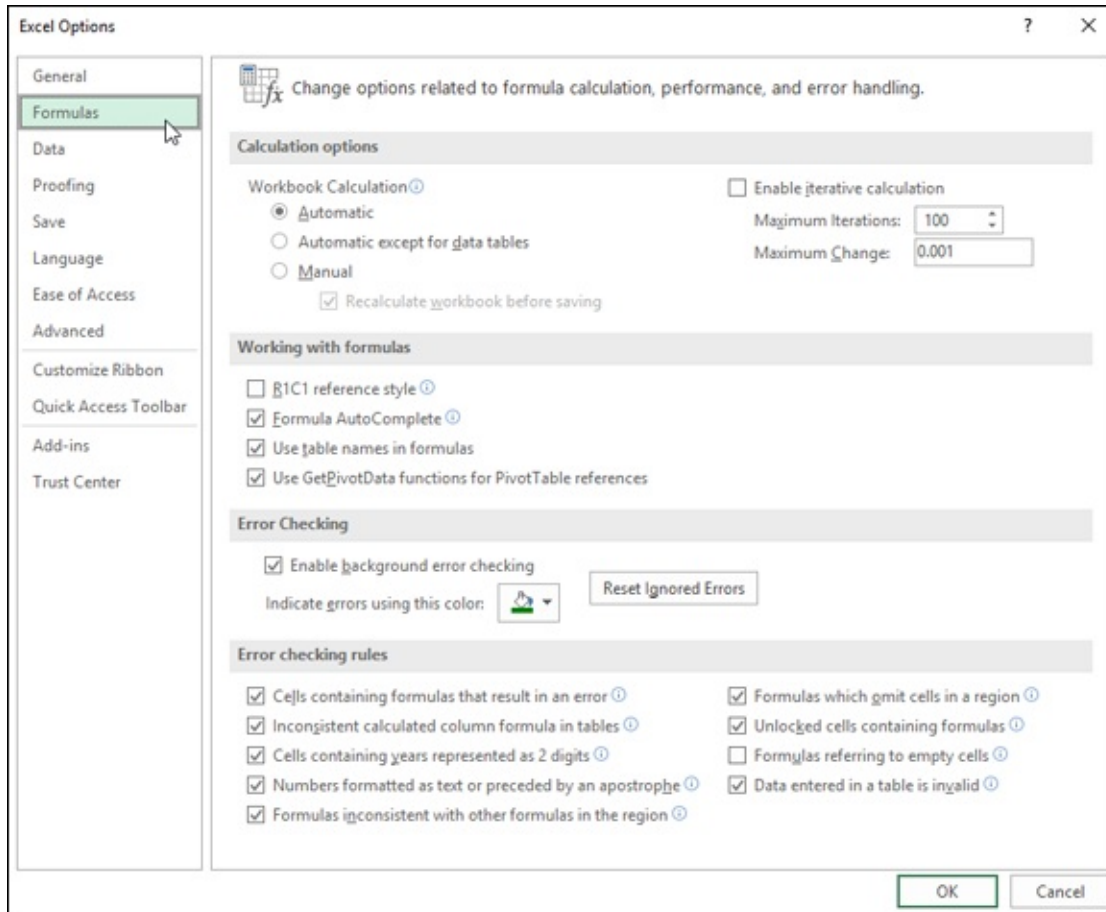 Excel Options
?
General
Formulas
Data
Proofing
Save
Language
Ease of Access
Advanced
Customize Ribbon
Quick Access Toolbar
Add-ins
Trust Center
Change options related to formula calculation, performance, and error handling.
Calculation options
Workbook Calculation
Automatic
Automatic except for data tables
Manual
Recalculate workbook before saving
Enable iterative calculation
Maximum Iterations: 100
Maximum Change: 0.001
Working with formulas
R1C1 reference style
Formula AutoComplete
Use table names in formulas
Use GetPivotData functions for PivotTable references
Error Checking
Enable background error checking
Indicate errors using this color:
Reset Ignored Errors
Error checking rules
Cells containing formulas that result in an error
Inconsistent calculated column formula in tables
Cells containing years represented as 2 digits
Numbers formatted as text or preceded by an apostrophe
Formulas inconsistent with other formulas in the region
Formulas which omit cells in a region
Unlocked cells containing formulas
Formulas referring to empty cells
Data entered in a table is invalid
OK
Cancel